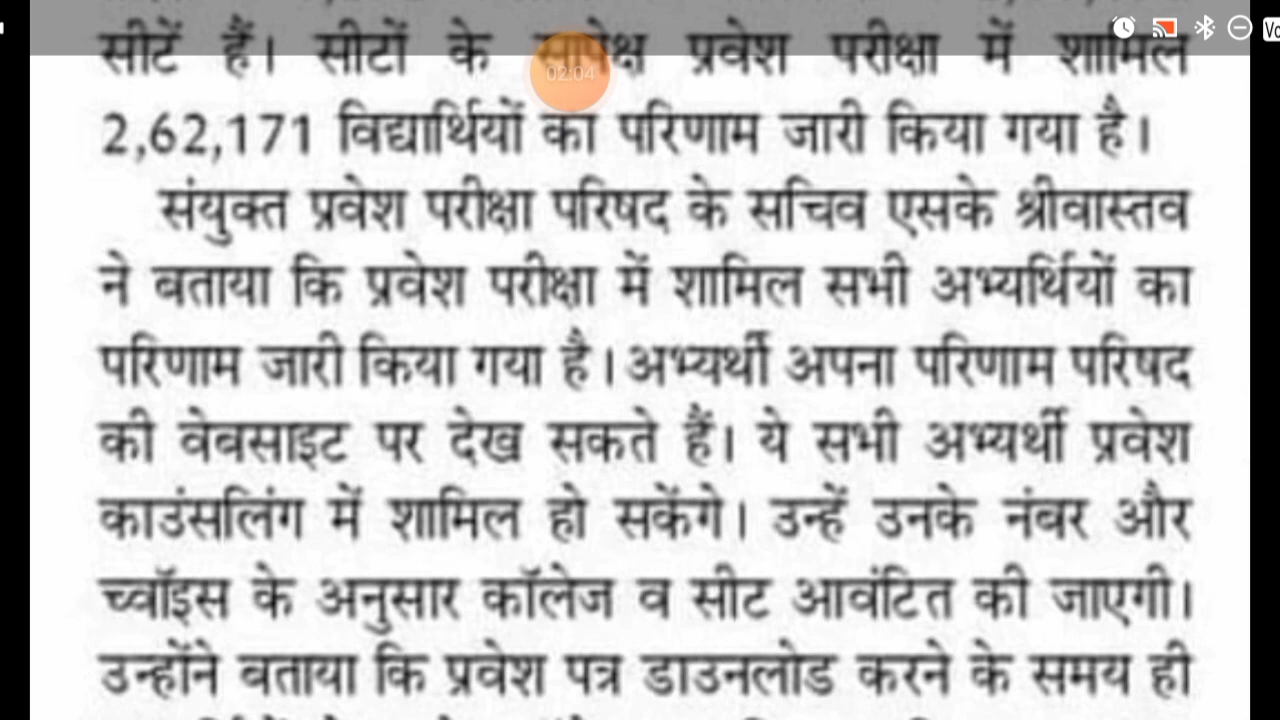 सीटें हैं। सीटों के सापेक्ष प्रवेश परीक्षा में शामिल
02:04
2,62,171 विद्यार्थियों का परिणाम जारी किया गया है।
संयुक्त प्रवेश परीक्षा परिषद के सचिव एसके श्रीवास्तव
ने बताया कि प्रवेश परीक्षा में शामिल सभी अभ्यर्थियों का
परिणाम जारी किया गया है। अभ्यर्थी अपना परिणाम परिषद
की वेबसाइट पर देख सकते हैं। ये सभी अभ्यर्थी प्रवेश
काउंसलिंग में शामिल हो सकेंगे। उन्हें उनके नंबर और
च्वॉइस के अनुसार कॉलेज व सीट आवंटित की जाएगी।
उन्होंने बताया कि प्रवेश पत्र डाउनलोड करने के समय ही